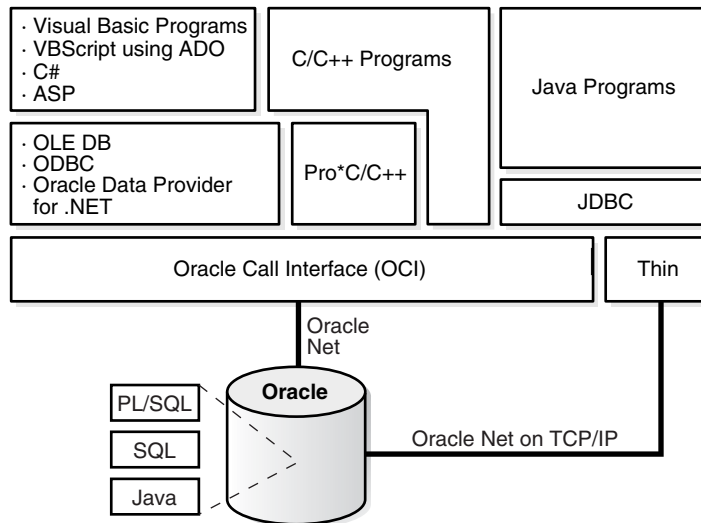 · Visual Basic Programs
· VBScript using ADO
· C#
· ASP
C/C++ Programs
Java Programs
· OLE DB
· ODBC
· Oracle Data Provider
for .NET
Pro*C/C++
JDBC
Oracle Call Interface (OCI)
Thin
Oracle
Net
Oracle
PL/SQL
SQL
Java
Oracle Net on TCP/IP